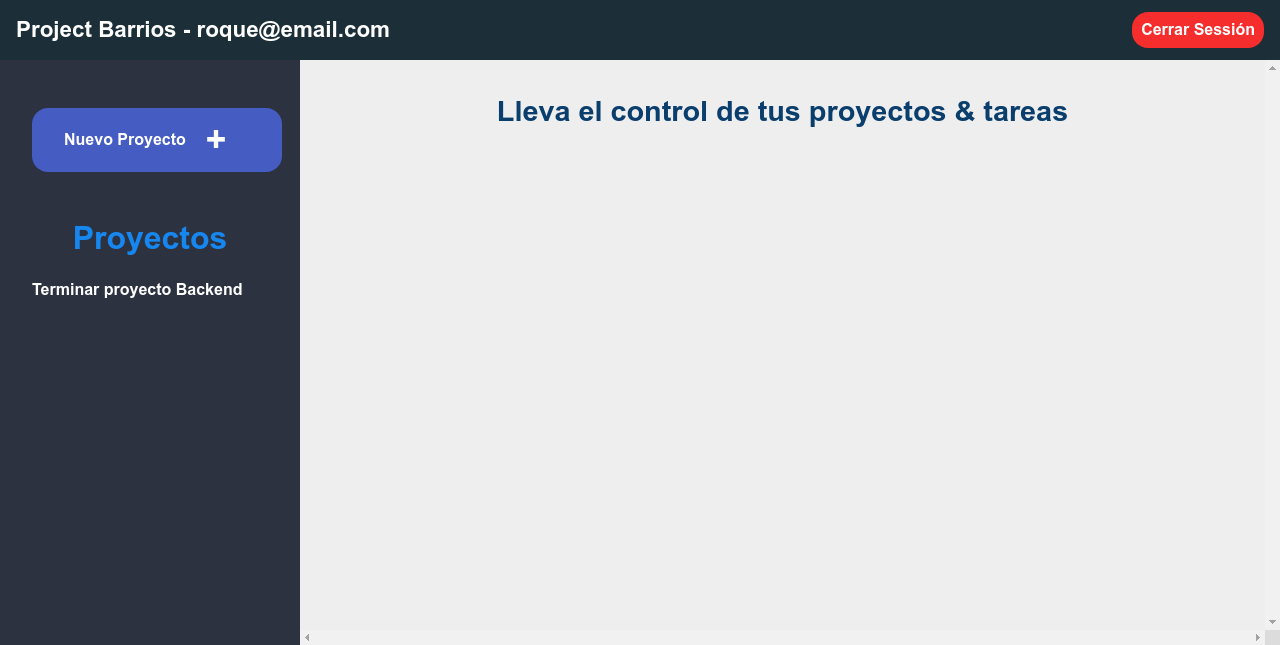 Project Barrios - roque@email.com
Cerrar Sessión
Nuevo Proyecto
Proyectos
Terminar proyecto Backend
Lleva el control de tus proyectos & tareas